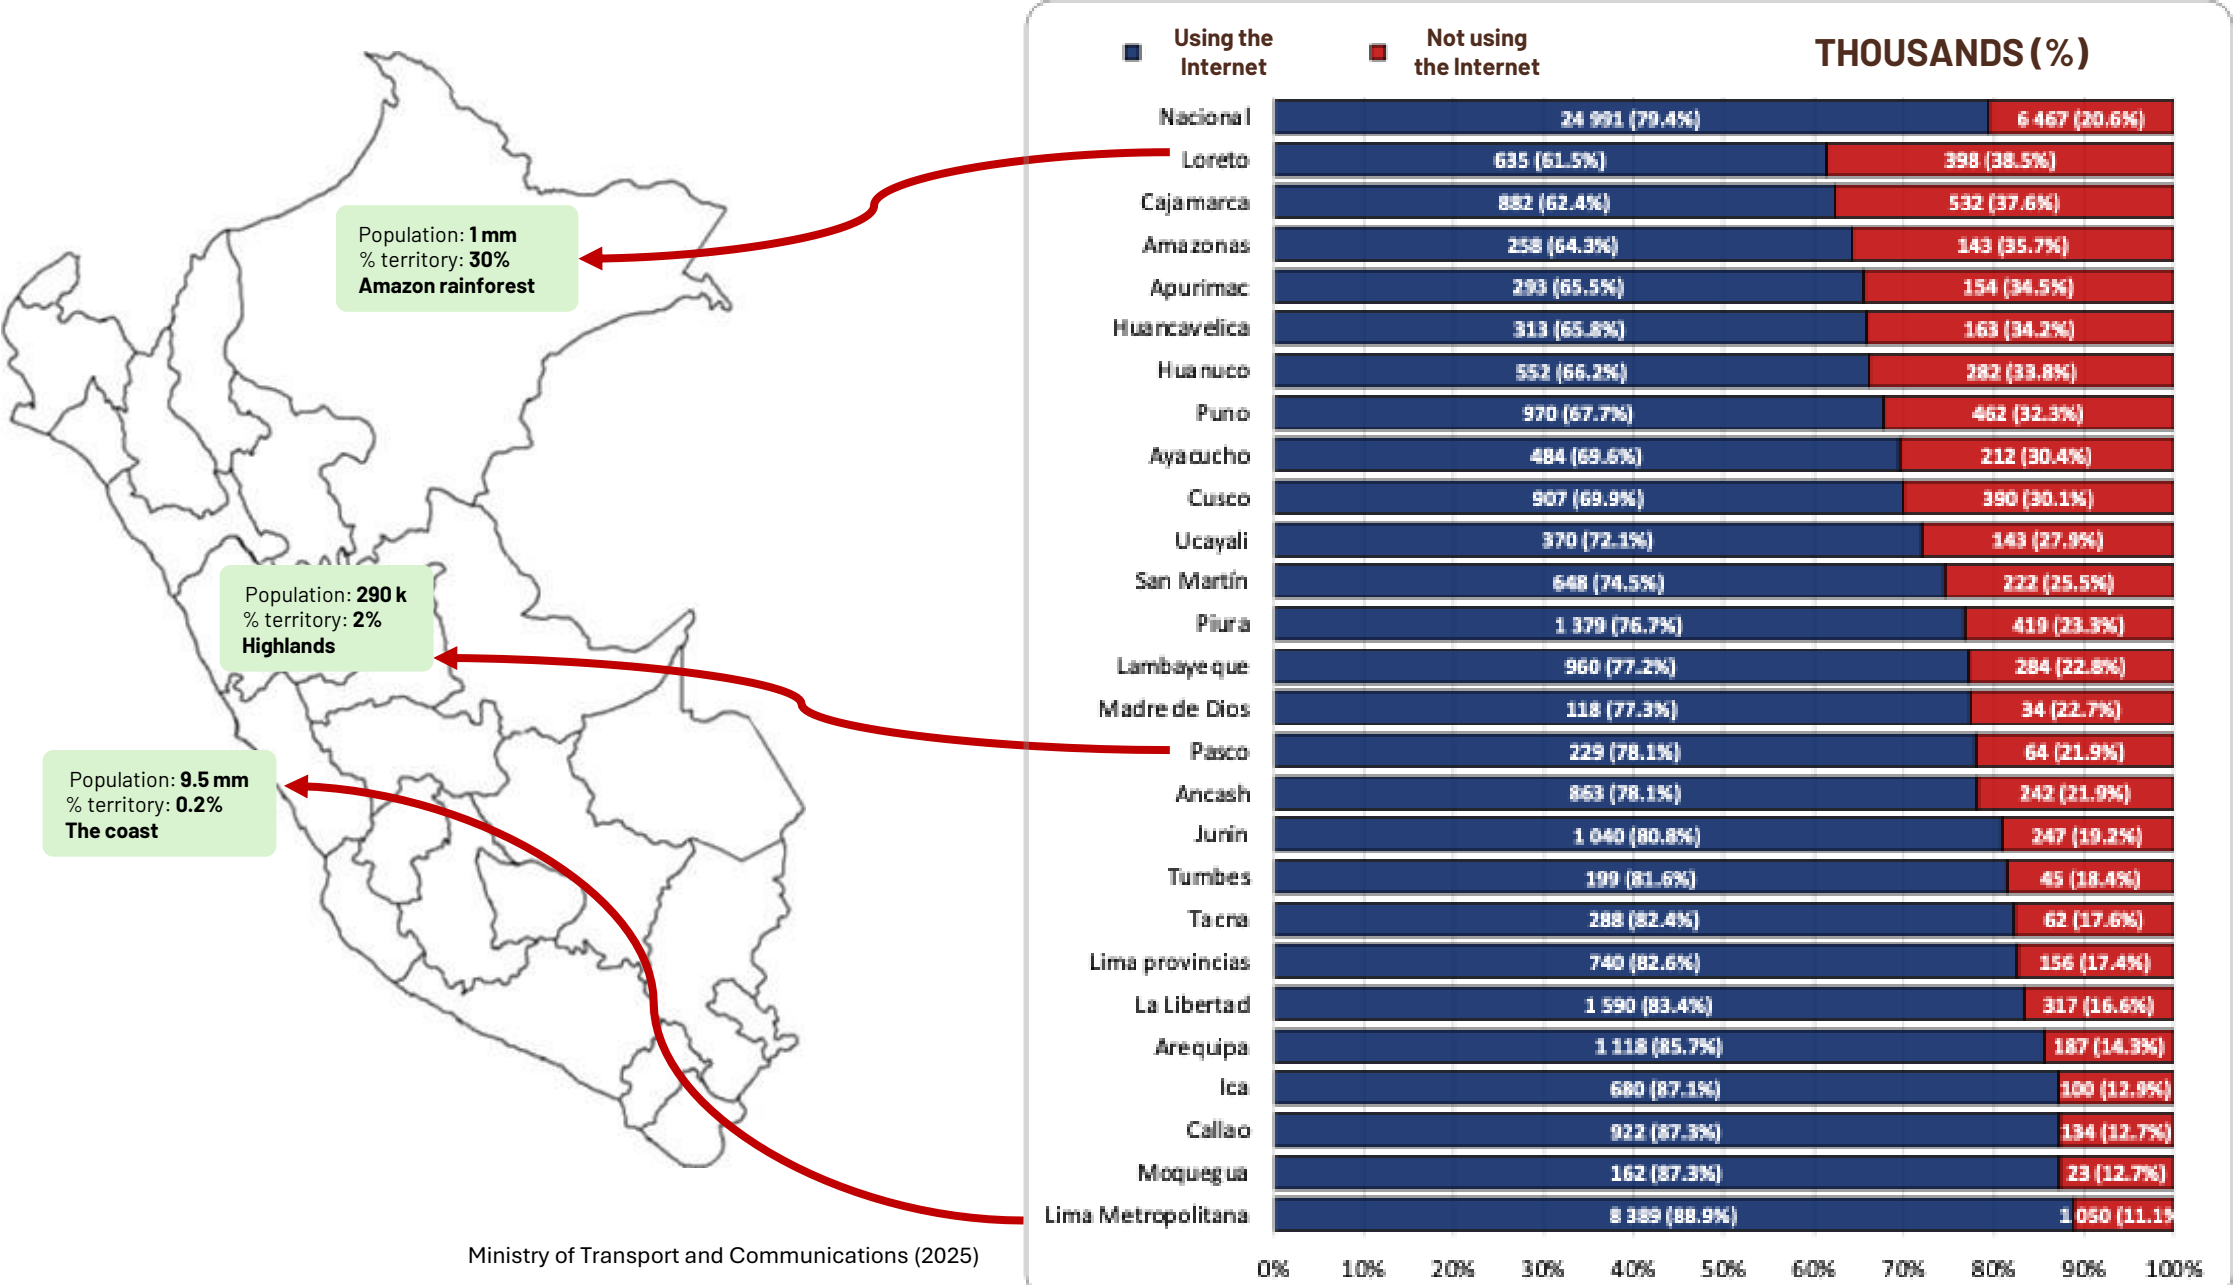 Using the
Internet
Not using
the Internet
THOUSANDS (%)
Nacional 24 991 (79.4%) 6 467 (20.6%)
Loreto 635 (61.5%) 398 (38.5%)
Cajamarca 882 (62.4%) 532 (37.6%)
Amazonas 258 (64.3%) 143 (35.7%)
Apurimac 293 (65.5%) 154 (34.5%)
Huancavelica 313 (65.8%) 163 (34.2%)
Huanuco 552 (66.2%) 282 (33.8%)
Puno 970 (67.7%) 462 (32.3%)
Ayacucho 484 (69.6%) 212 (30.4%)
Cusco 907 (69.9%) 390 (30.1%)
Ucayali 370 (72.1%) 143 (27.9%)
San Martín 648 (74.5%) 222 (25.5%)
Piura 1 379 (76.7%) 419 (23.3%)
Lambayeque 960 (77.2%) 284 (22.8%)
Madre de Dios 118 (77.3%) 34 (22.7%)
Pasco 229 (78.1%) 64 (21.9%)
Ancash 863 (78.1%) 242 (21.9%)
Junin 1 040 (80.8%) 247 (19.2%)
Tumbes 199 (81.6%) 45 (18.4%)
Tacna 288 (82.4%) 62 (17.6%)
Lima provincias 740 (82.6%) 156 (17.4%)
La Libertad 1 590 (83.4%) 317 (16.6%)
Arequipa 1 118 (85.7%) 187 (14.3%)
Ica 680 (87.1%) 100 (12.9%)
Callao 922 (87.3%) 134 (12.7%)
Moquegua 162 (87.3%) 23 (12.7%)
Lima Metropolitana 8 389 (88.9%) 1 050 (11.1%
0% 10% 20% 30% 40% 50% 60% 70% 80% 90% 100%
Population: 1 mm
% territory: 30%
Amazon rainforest
Population: 290 k
% territory: 2%
Highlands
Population: 9.5 mm
% territory: 0.2%
The coast
Ministry of Transport and Communications (2025)